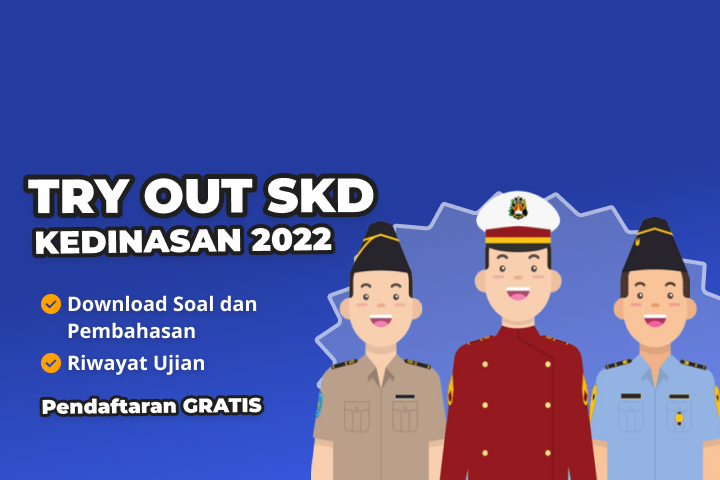 TRY OUT SKD
KEDINASAN 2022
Download Soal dan
Pembahasan
Riwayat Ujian
Pendaftaran GRATIS